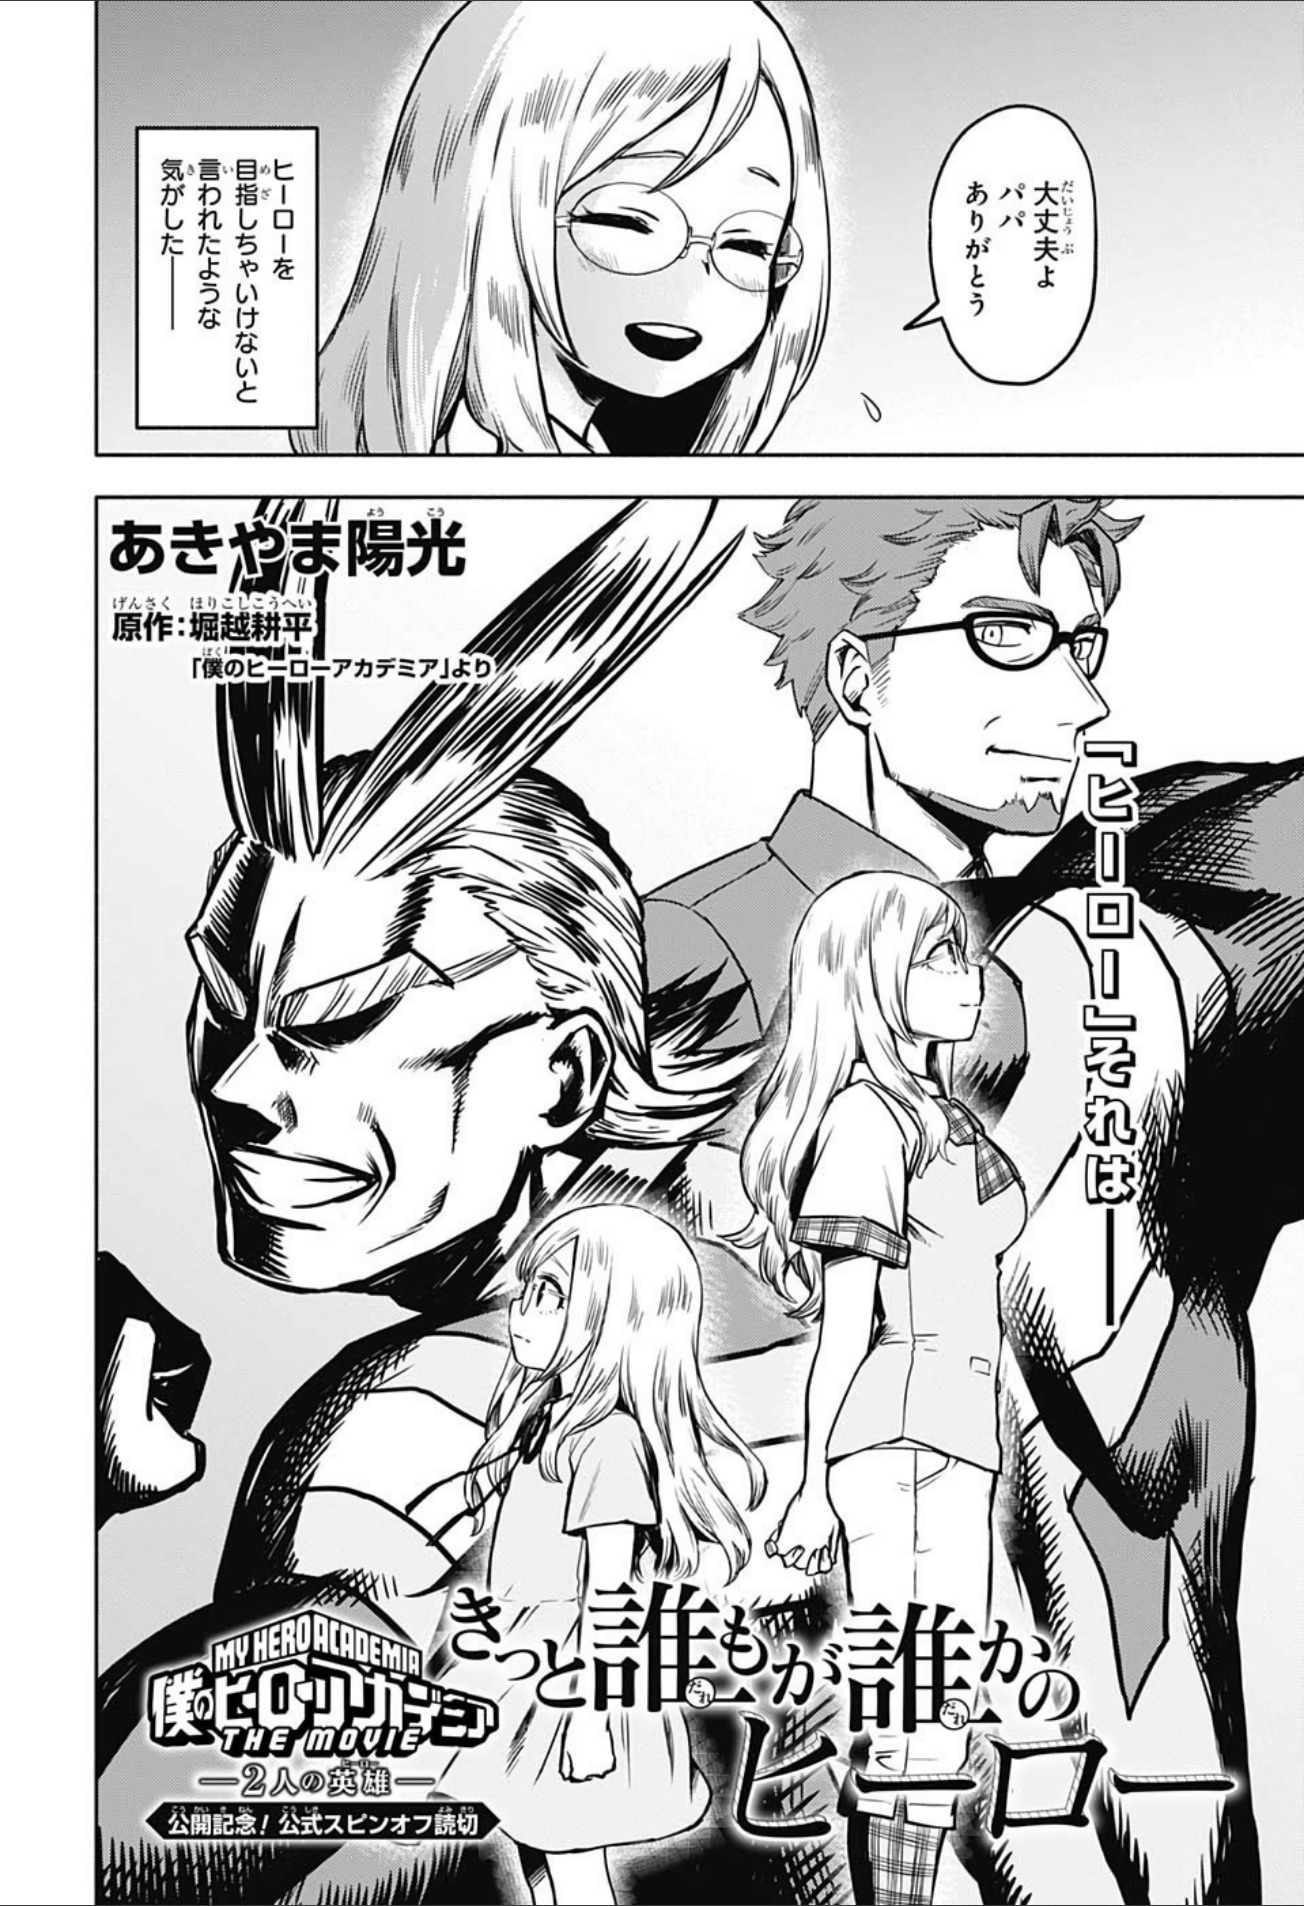 大丈夫よ
パパ
ありがとう
ヒーローを
目指しちゃいけないと
言われたような
気がした――
あきやま陽光
原作:堀越耕平
「僕のヒーローアカデミア」より
「ヒーロー」それは――
きっと誰もが誰かの
ヒーロー
MY HERO ACADEMIA
僕のヒーローアカデミア
THE MOVIE
―2人の英雄―
公開記念! 公式スピンオフ読切